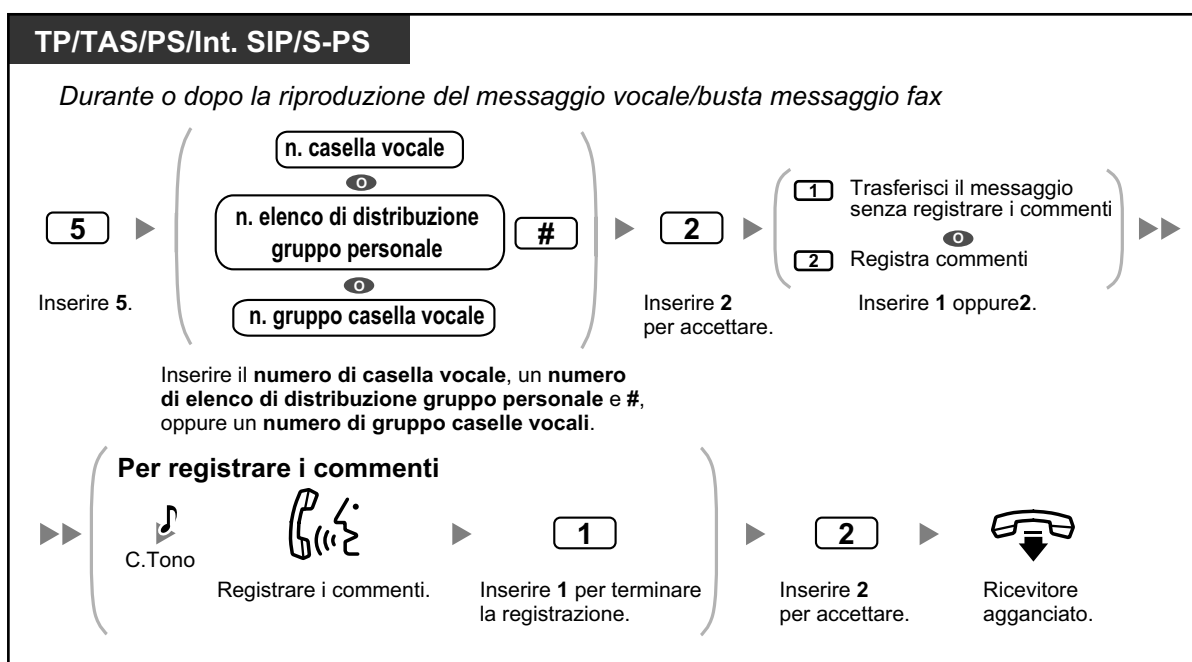 TP/TAS/PS/Int. SIP/S-PS
Durante o dopo la riproduzione del messaggio vocale/busta messaggio fax
5
Inserire 5.
n. casella vocale
o
n. elenco di distribuzione
gruppo personale
#
o
n. gruppo casella vocale
Inserire il numero di casella vocale, un numero
di elenco di distribuzione gruppo personale e #,
oppure un numero di gruppo caselle vocali.
2
Inserire 2
per accettare.
1 Trasferisci il messaggio
senza registrare i commenti
o
2 Registra commenti
Inserire 1 oppure2.
Per registrare i commenti
C.Tono
Registrare i commenti.
1
Inserire 1 per terminare
la registrazione.
2
Inserire 2
per accettare.
Ricevitore
agganciato.